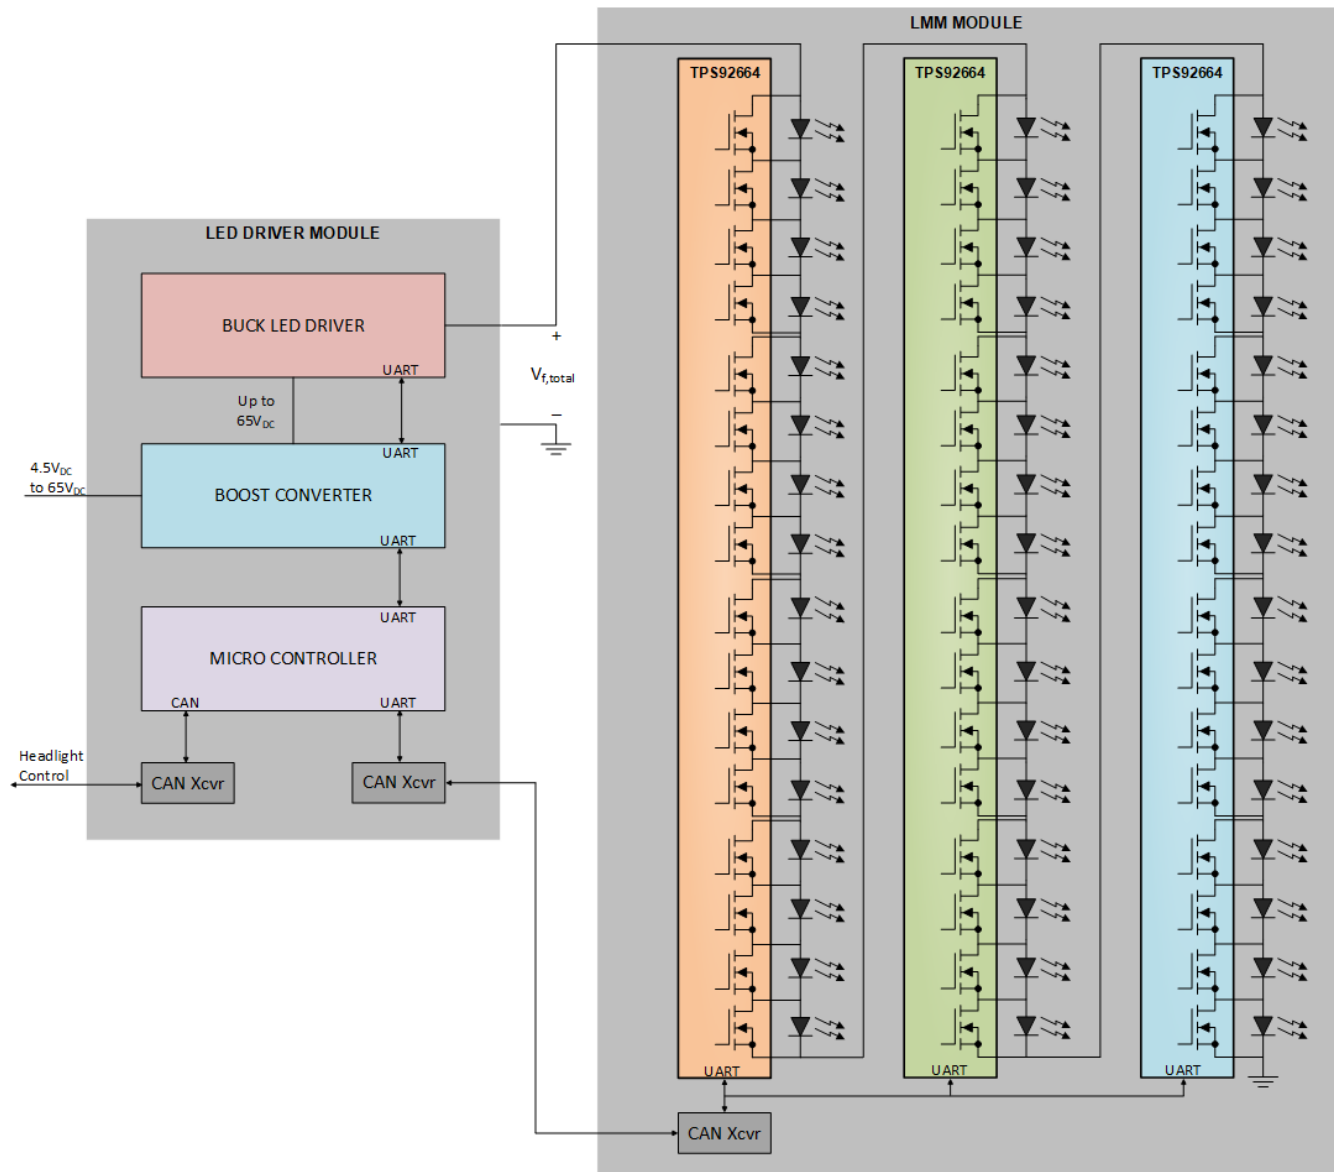 LMM MODULE
TPS92664
TPS92664
TPS92664
LED DRIVER MODULE
BUCK LED DRIVER
UART
+
Vf,total
−
Up to
65VDC
UART
4.5VDC
to 65VDC
BOOST CONVERTER
UART
UART
MICRO CONTROLLER
CAN
UART
Headlight
Control
CAN Xcvr
CAN Xcvr
UART
UART
UART
CAN Xcvr